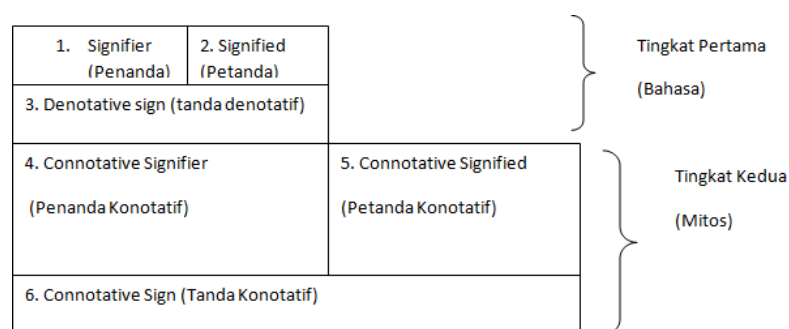 1. Signifier
(Penanda)
2. Signified
(Petanda)
3. Denotative sign (tanda denotatif)
Tingkat Pertama
(Bahasa)
4. Connotative Signifier
(Penanda Konotatif)
5. Connotative Signified
(Petanda Konotatif)
Tingkat Kedua
(Mitos)
6. Connotative Sign (Tanda Konotatif)